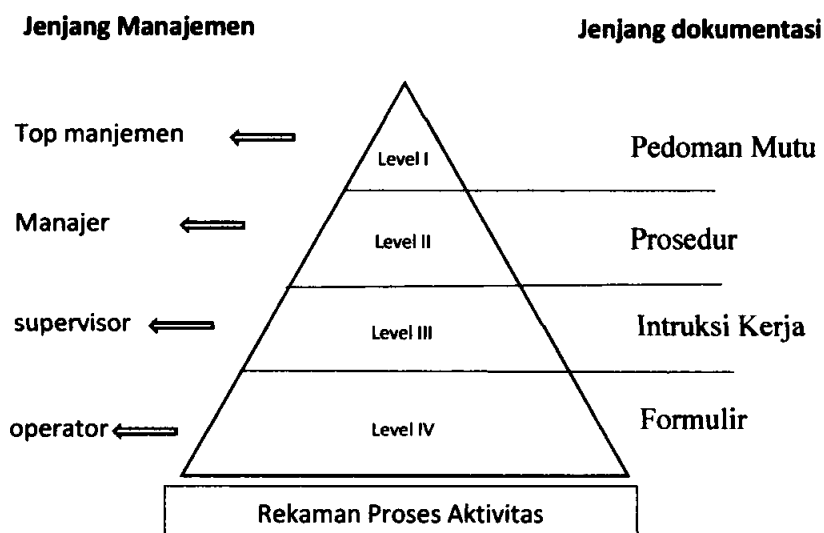 Jenjang Manajemen
Jenjang dokumentasi
Top manjemen
Level I
Pedoman Mutu
Manajer
Level II
Prosedur
supervisor
Level III
Intruksi Kerja
operator
Level IV
Formulir
Rekaman Proses Aktivitas